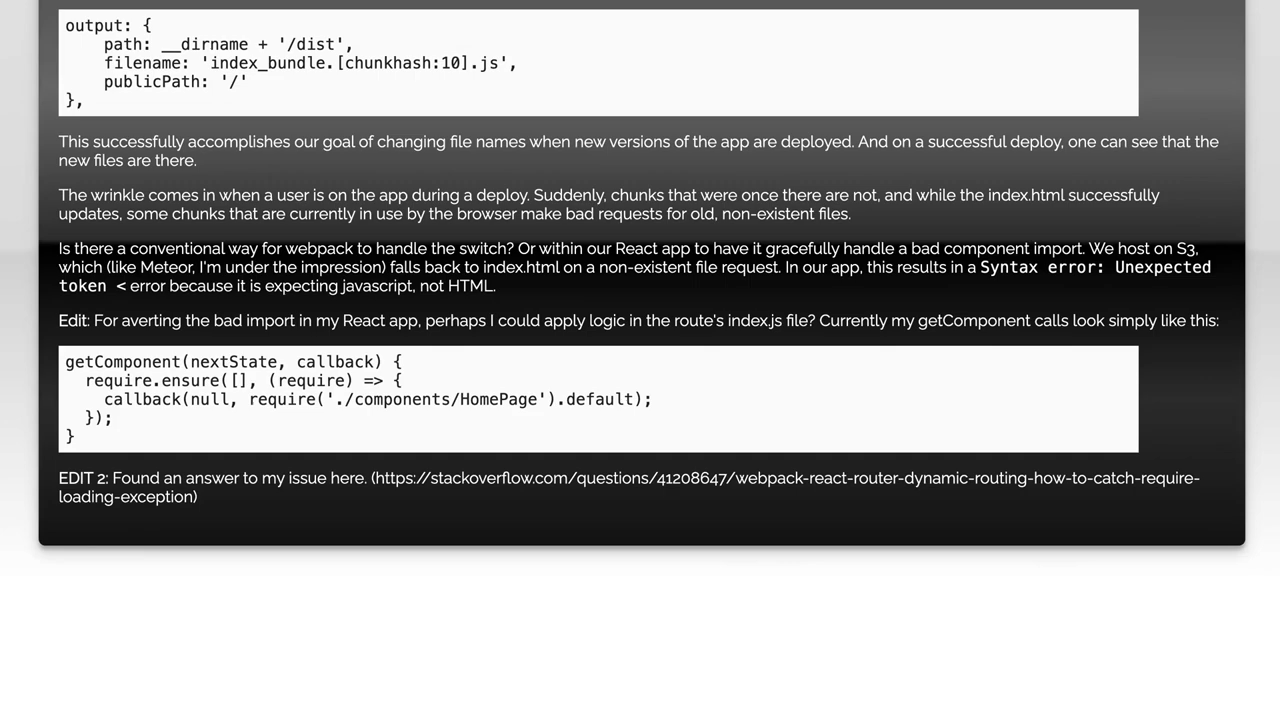 output: {
    path: __dirname + '/dist',
    filename: 'index_bundle.[chunkhash:10].js',
    publicPath: '/'
},
This successfully accomplishes our goal of changing file names when new versions of the app are deployed. And on a successful deploy, one can see that the
new files are there.
The wrinkle comes in when a user is on the app during a deploy. Suddenly, chunks that were once there are not, and while the index.html successfully
updates, some chunks that are currently in use by the browser make bad requests for old, non-existent files.
Is there a conventional way for webpack to handle the switch? Or within our React app to have it gracefully handle a bad component import. We host on S3,
which (like Meteor, I'm under the impression) falls back to index.html on a non-existent file request. In our app, this results in a Syntax error: Unexpected
token < error because it is expecting javascript, not HTML.
Edit: For averting the bad import in my React app, perhaps I could apply logic in the route's index.js file? Currently my getComponent calls look simply like this:
getComponent(nextState, callback) {
  require.ensure([], (require) => {
    callback(null, require('./components/HomePage').default);
  });
}
EDIT 2: Found an answer to my issue here. (https://stackoverflow.com/questions/41208647/webpack-react-router-dynamic-routing-how-to-catch-require-
loading-exception)